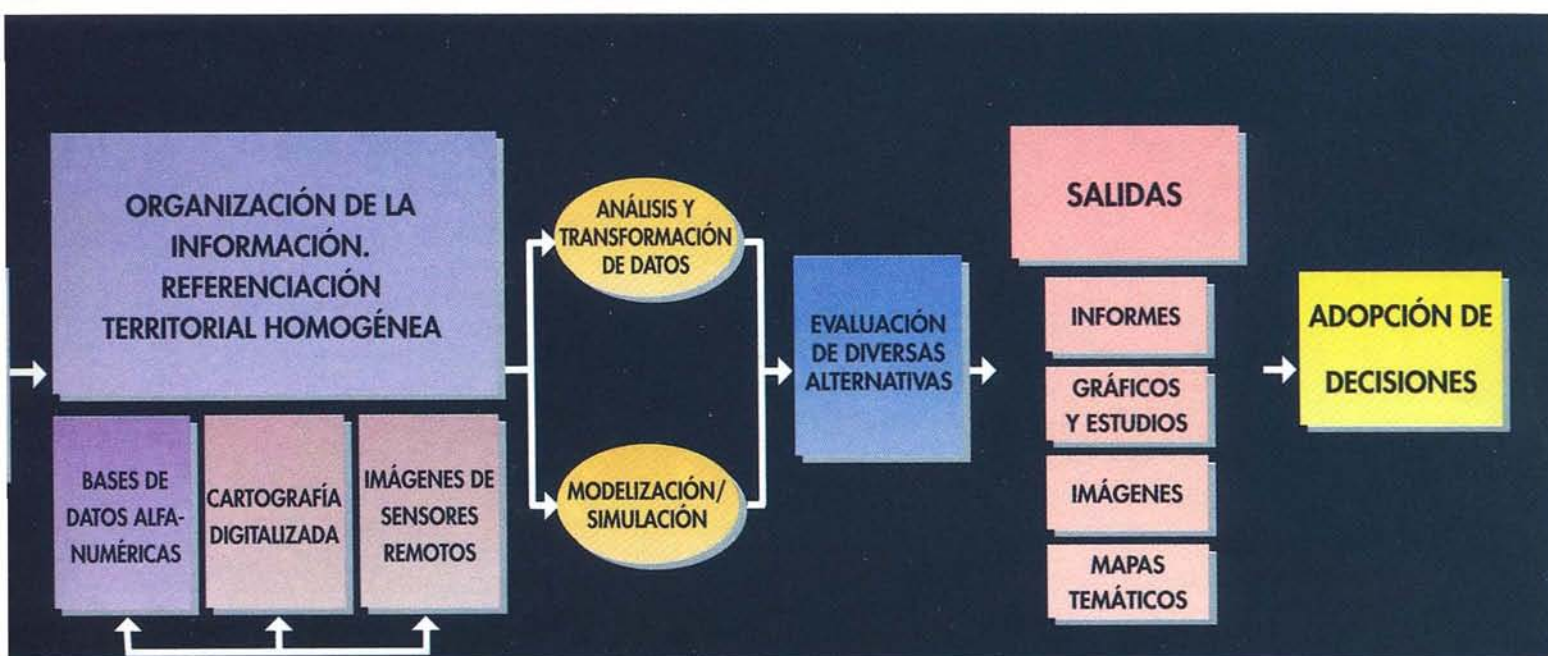 ORGANIZACIÓN DE LA
INFORMACIÓN.
REFERENCIACIÓN
TERRITORIAL HOMOGÉNEA
BASES DE
DATOS ALFA-
NUMÉRICAS
CARTOGRAFÍA
DIGITALIZADA
IMÁGENES DE
SENSORES
REMOTOS
ANÁLISIS Y
TRANSFORMACIÓN
DE DATOS
MODELIZACIÓN/
SIMULACIÓN
EVALUACIÓN
DE DIVERSAS
ALTERNATIVAS
SALIDAS
INFORMES
GRÁFICOS
Y ESTUDIOS
IMÁGENES
MAPAS
TEMÁTICOS
ADOPCIÓN DE
DECISIONES